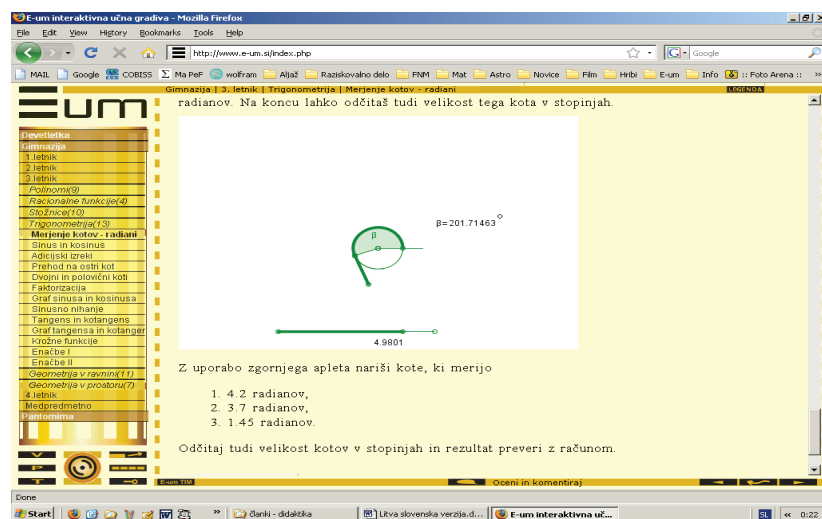 E-um interaktivna učna gradiva - Mozilla Firefox
File Edit View History Bookmarks Tools Help
http://www.e-um.si/index.php
Google
MAIL Google COBISS Ma PeF wolfram Aljaž Raziskovalno delo FNM Mat Astro Novice Film Hribi E-um Info :: Foto Arena :: »
Gimnazija | 3. letnik | Trigonometrija | Merjenje kotov - radiani
LEGENDA
Eum
radianov. Na koncu lahko odčitaš tudi velikost tega kota v stopinjah.
Devetletka
Gimnazija
1.letnik
2.letnik
3.letnik
Polinomi(9)
Racionalne funkcije(4)
Stožnice(10)
Trigonometrija(13)
Merjenje kotov - radiani
Sinus in kosinus
Adicijski izreki
Prehod na ostri kot
Dvojni in polovični koti
Faktorizacija
Graf sinusa in kosinusa
Sinusno nihanje
Tangens in kotangens
Graf tangensa in kotanger
Krožne funkcije
Enačbe I
Enačbe II
Geometrija v ravnini(11)
Geometrija v prostoru(7)
4.letnik
Medpredmetno
Pantomima
β
β=201.71463°
4.9801
Z uporabo zgornjega apleta nariši kote, ki merijo
1. 4.2 radianov,
2. 3.7 radianov,
3. 1.45 radianov.
Odčitaj tudi velikost kotov v stopinjah in rezultat preveri z računom.
V
P
T
E-um TIM
Oceni in komentiraj
Done
Start » članki - didaktika Litva slovenska verzija.d... E-um interaktivna uč... SL « 0:22